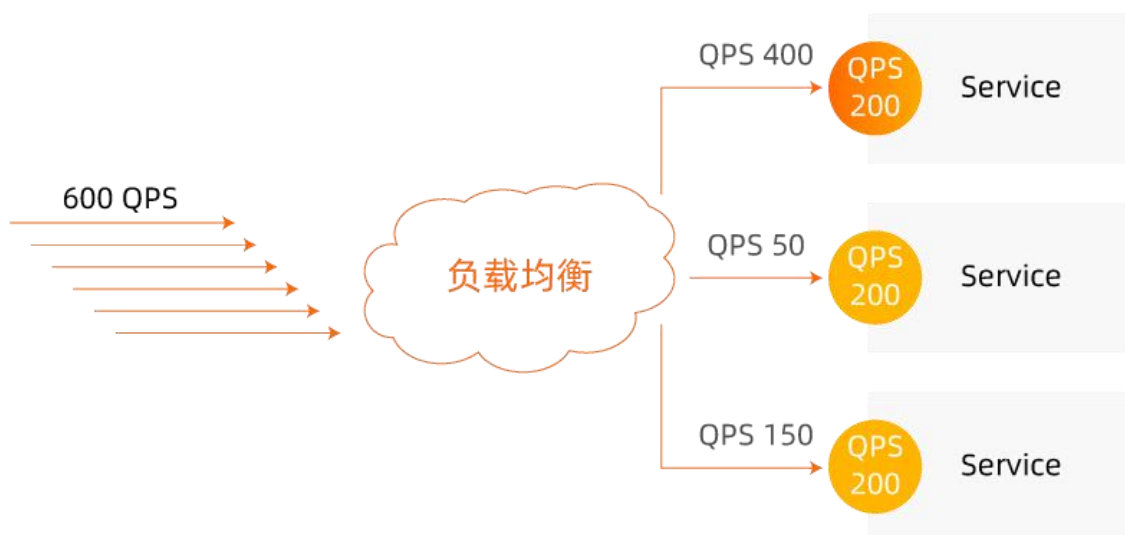 600 QPS
负载均衡
QPS 400
QPS
200
Service
QPS 50
QPS
200
Service
QPS 150
QPS
200
Service